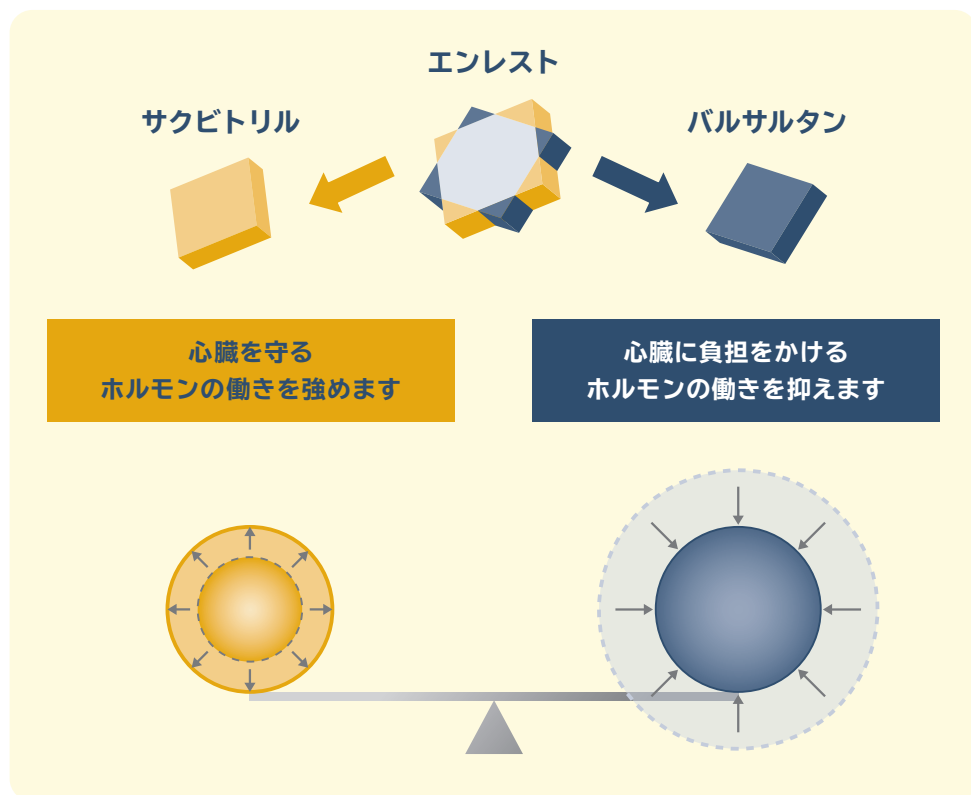 エンレスト
サクビトリル
バルサルタン
心臓を守る
ホルモンの働きを強めます
心臓に負担をかける
ホルモンの働きを抑えます